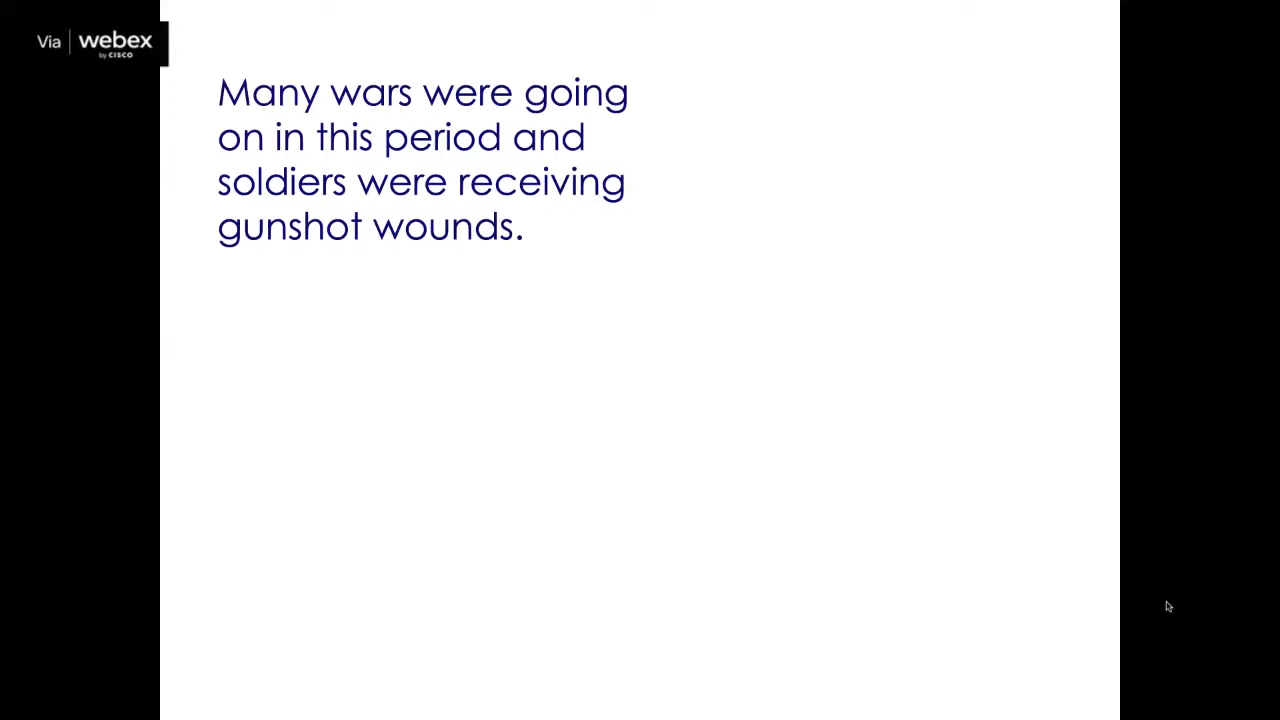 Via | webex
by CISCO
Many wars were going
on in this period and
soldiers were receiving
gunshot wounds.